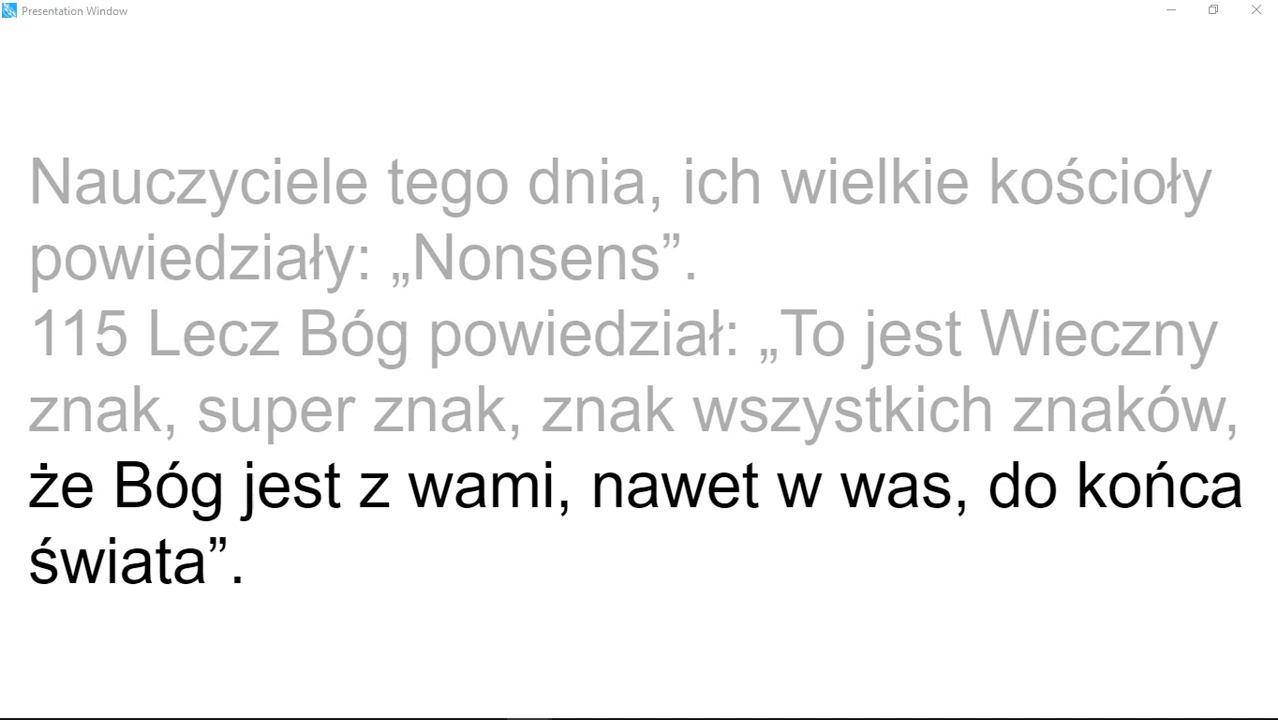 Presentation Window
Nauczyciele tego dnia, ich wielkie kościoły
powiedziały: „Nonsens”.
115 Lecz Bóg powiedział: „To jest Wieczny
znak, super znak, znak wszystkich znaków,
że Bóg jest z wami, nawet w was, do końca
świata”.